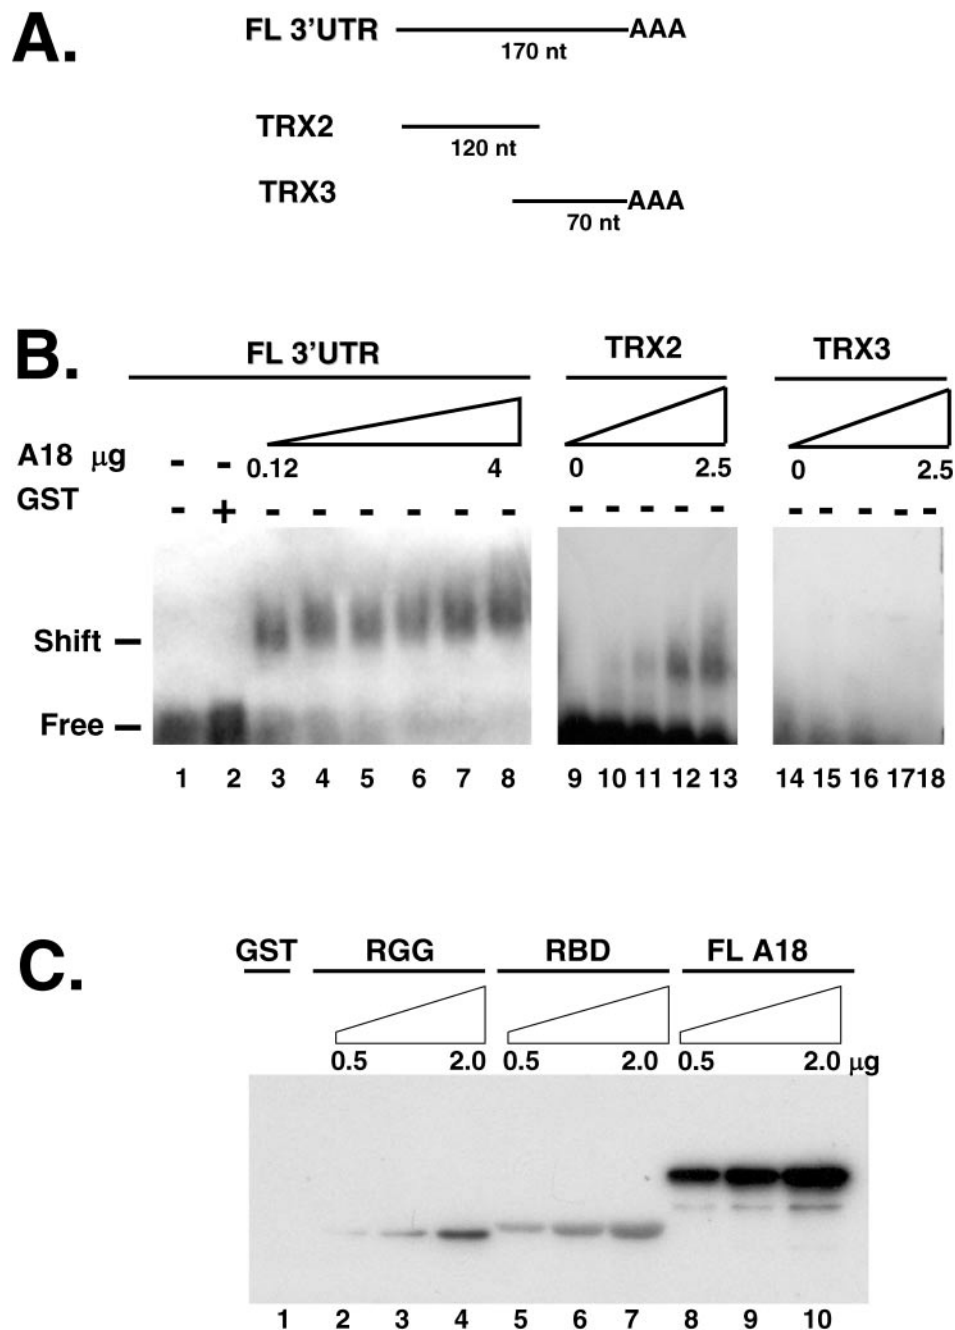 A.
FL 3'UTR AAA
170 nt
TRX2
120 nt
TRX3 AAA
70 nt
B.
FL 3'UTR TRX2 TRX3
A18 μg - - 0.12 4 0 2.5 0 2.5
GST - + - - - - - - - - - - - - - - - -
Shift
Free
1 2 3 4 5 6 7 8 9 10 11 12 13 14 15 16 17 18
C.
GST RGG RBD FL A18
0.5 2.0 0.5 2.0 0.5 2.0 μg
1 2 3 4 5 6 7 8 9 10